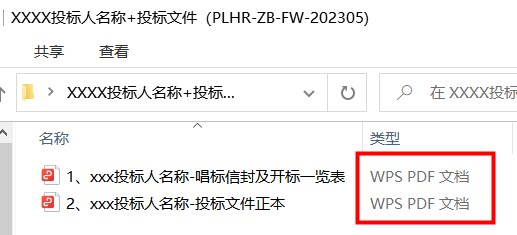 XXXX投标人名称+投标文件（PLHR-ZB-FW-202305）
共享 查看
XXXX投标人名称+投标...
在 XXXX投标
名称 类型
1、xxx投标人名称-唱标信封及开标一览表 WPS PDF 文档
2、xxx投标人名称-投标文件正本 WPS PDF 文档